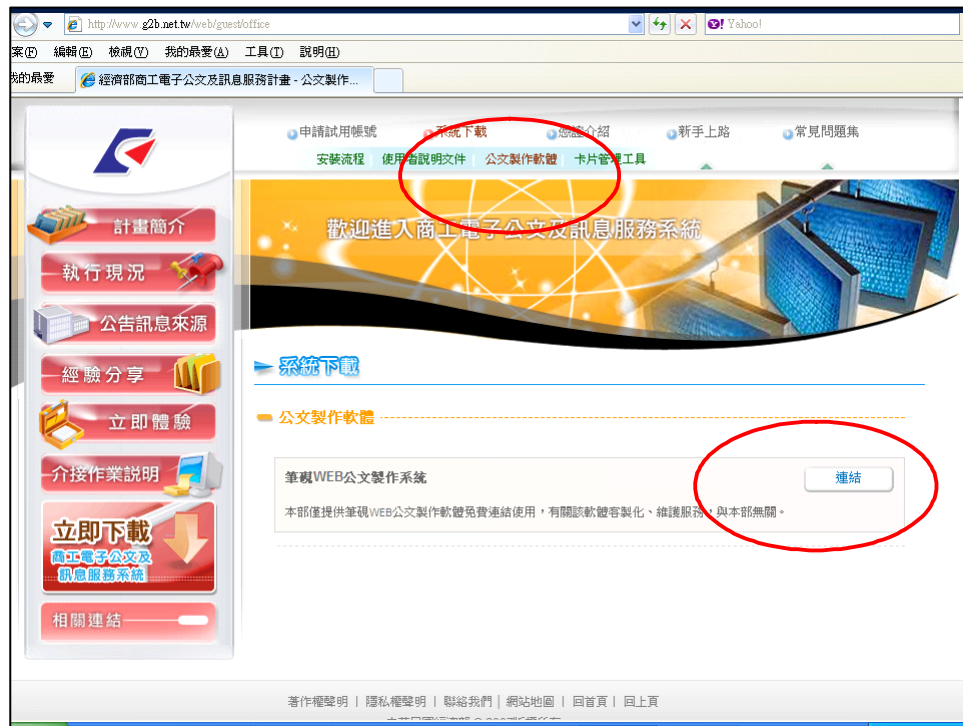 http://www.g2b.net.tw/web/guest/office
Yahoo!
案(F) 編輯(E) 檢視(V) 我的最愛(A) 工具(T) 說明(H)
我的最愛
經濟部商工電子公文及訊息服務計畫 - 公文製作...
申請試用帳號 系統下載 憑證介紹 新手上路 常見問題集
安裝流程 使用者說明文件 公文製作軟體 卡片管理工具
歡迎進入商工電子公文及訊息服務系統
計畫簡介
執行現況
公告訊息來源
經驗分享
立即體驗
介接作業說明
立即下載
商工電子公文及
訊息服務系統
相關連結
系統下載
公文製作軟體
筆硯WEB公文製作系統
連結
本部僅提供筆硯WEB公文製作軟體免費連結使用，有關該軟體客製化、維護服務，與本部無關。
著作權聲明 | 隱私權聲明 | 聯絡我們 | 網站地圖 | 回首頁 | 回上頁